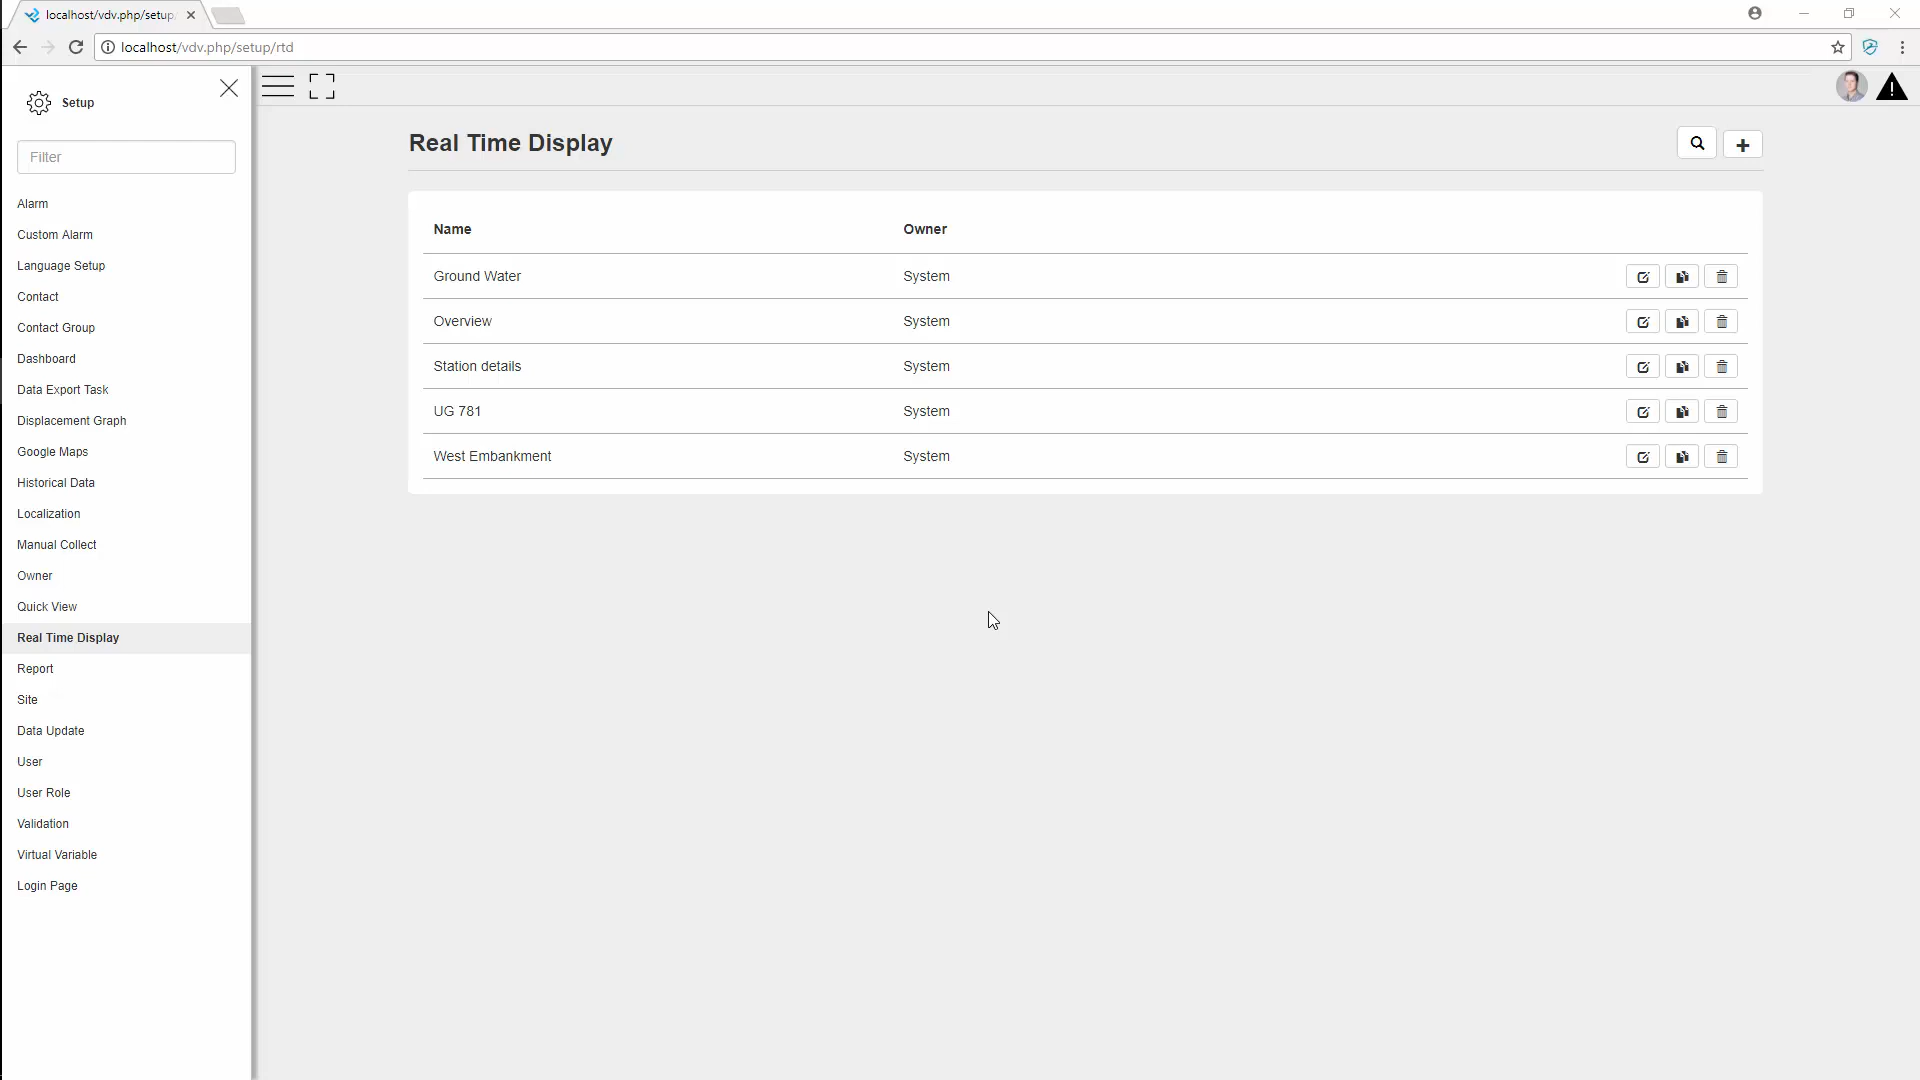 localhost/vdv.php/setup
localhost/vdv.php/setup/rtd
Setup
Filter
Alarm
Custom Alarm
Language Setup
Contact
Contact Group
Dashboard
Data Export Task
Displacement Graph
Google Maps
Historical Data
Localization
Manual Collect
Owner
Quick View
Real Time Display
Report
Site
Data Update
User
User Role
Validation
Virtual Variable
Login Page
Real Time Display
Name Owner
Ground Water System
Overview System
Station details System
UG 781 System
West Embankment System